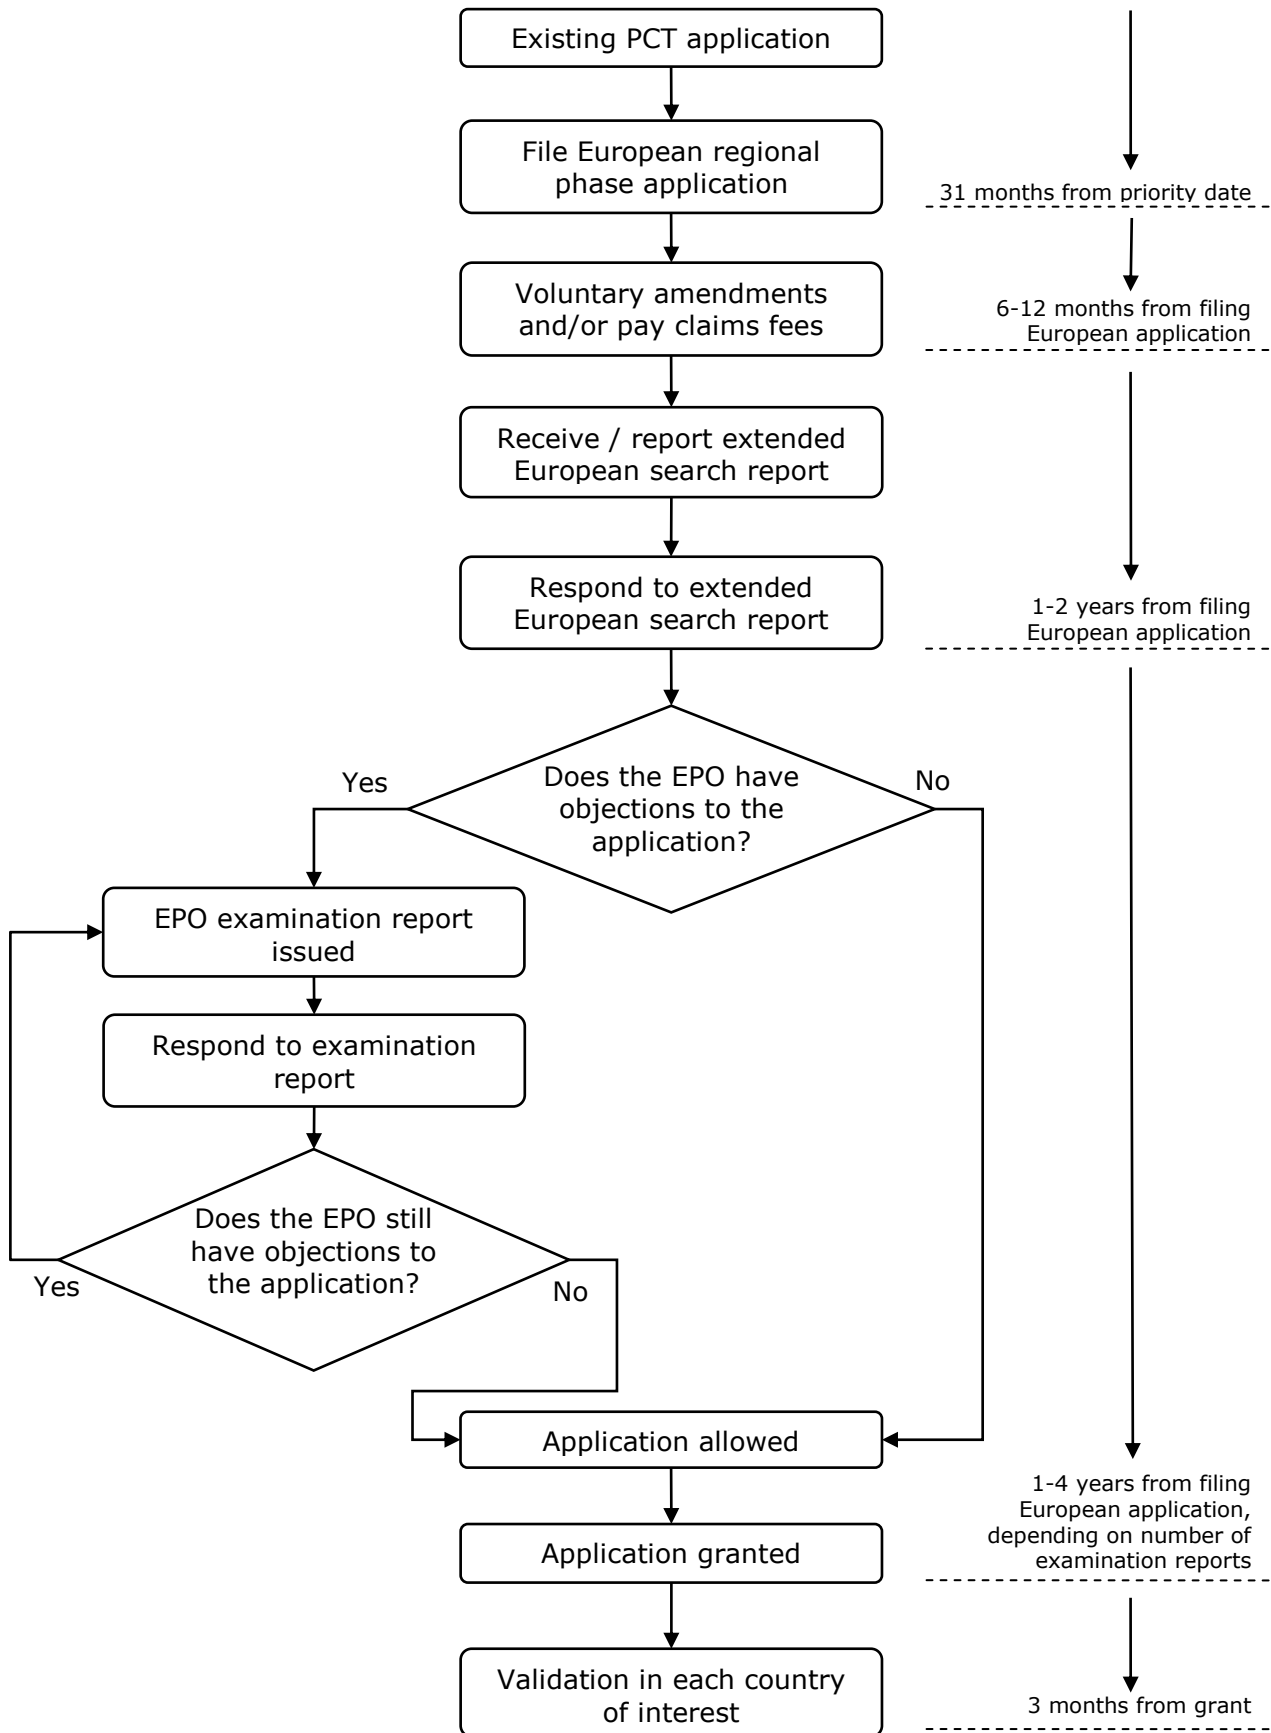 Existing PCT application
File European regional
phase application
31 months from priority date
Voluntary amendments
and/or pay claims fees
6-12 months from filing
European application
Receive / report extended
European search report
Respond to extended
European search report
1-2 years from filing
European application
Does the EPO have
objections to the
application?
Yes
No
EPO examination report
issued
Respond to examination
report
Does the EPO still
have objections to
the application?
Yes
No
Application allowed
1-4 years from filing
European application,
depending on number of
examination reports
Application granted
Validation in each country
of interest
3 months from grant